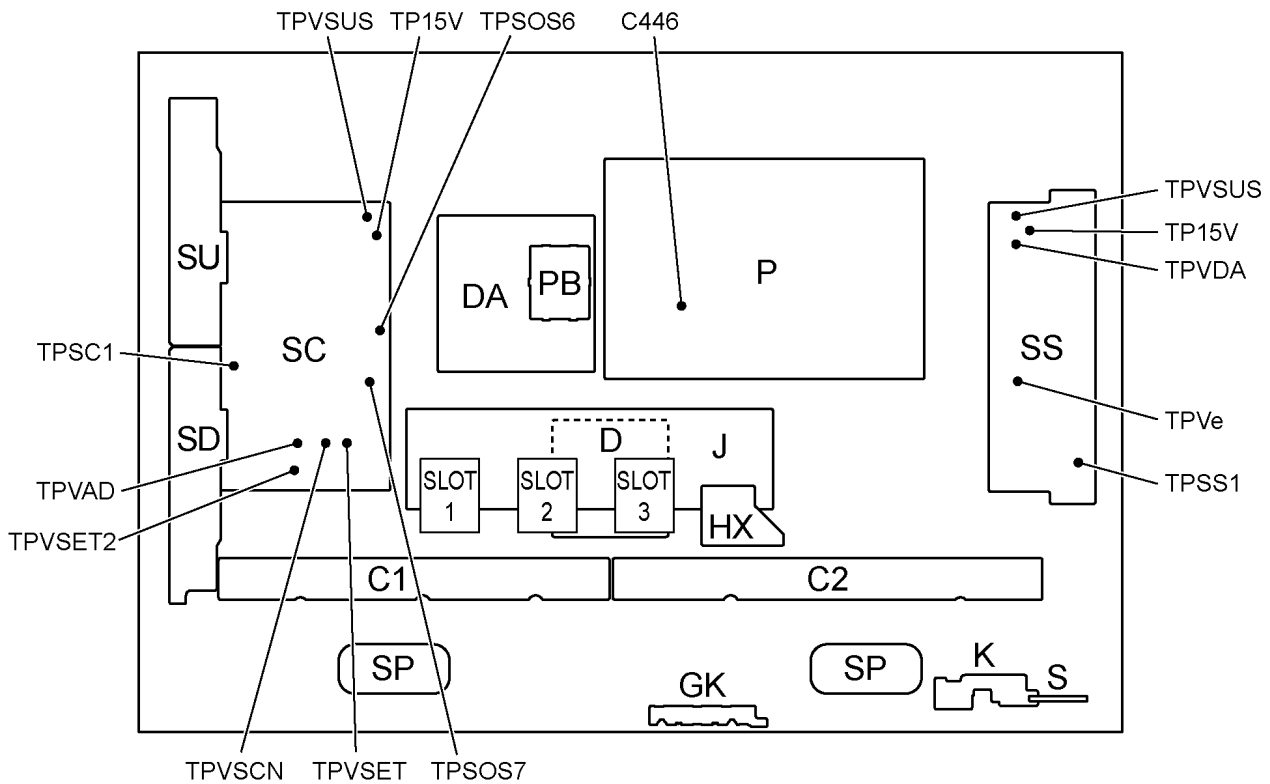 TPVSUS TP15V TPSOS6 C446
TPVSUS
TP15V
TPVDA
SU
P
DA
PB
SC
SS
TPSC1
TPVe
SD
D
J
TPVAD
SLOT
1
SLOT
2
SLOT
3
HX
TPSS1
TPVSET2
C1
C2
SP
SP
K
S
GK
TPVSCN TPVSET TPSOS7